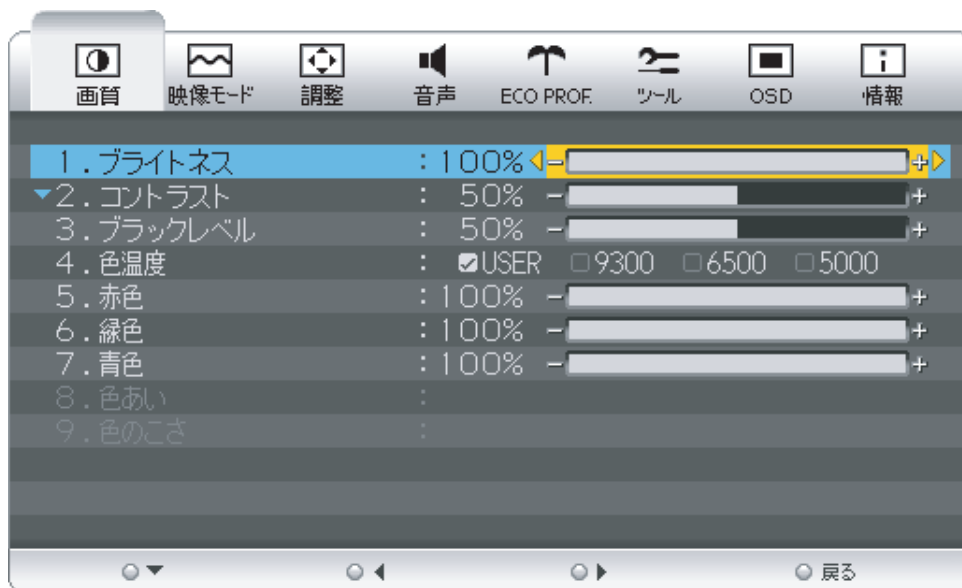 画質 映像モード 調整 音声 ECO PROF. ツール OSD 情報
1.ブライトネス : 100% - +
2.コントラスト : 50% - +
3.ブラックレベル : 50% - +
4.色温度 : USER 9300 6500 5000
5.赤色 : 100% - +
6.緑色 : 100% - +
7.青色 : 100% - +
8.色あい :
9.色のこさ :
戻る